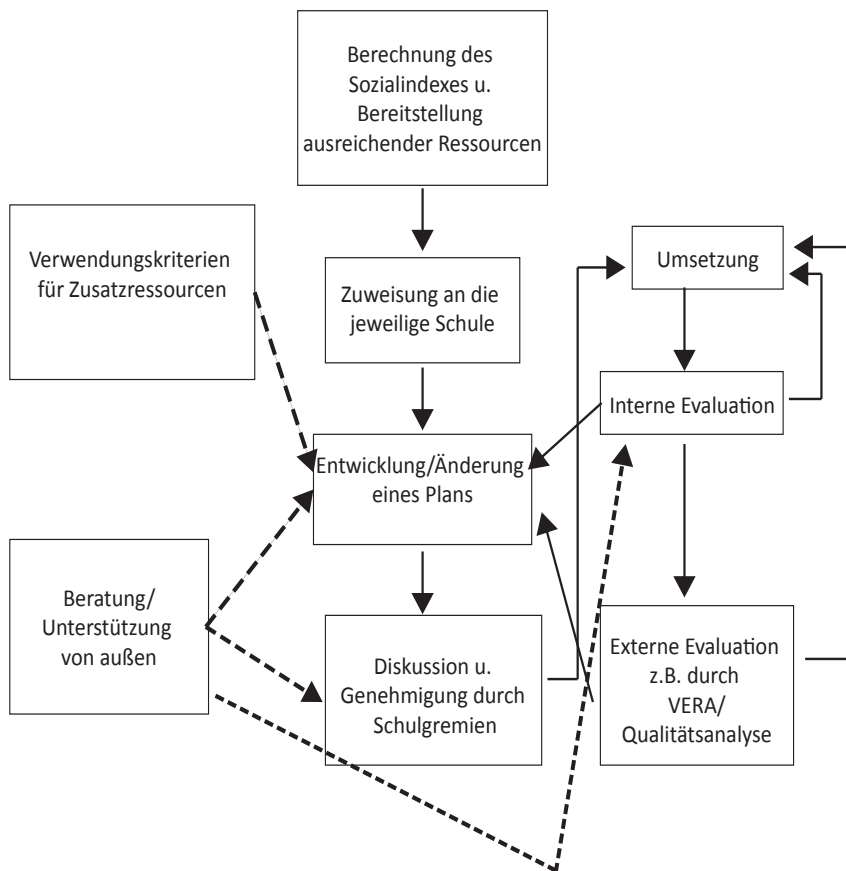 Berechnung des
Sozialindexes u.
Bereitstellung
ausreichender Ressourcen
Verwendungskriterien
für Zusatzressourcen
Zuweisung an die
jeweilige Schule
Umsetzung
Interne Evaluation
Entwicklung/Änderung
eines Plans
Beratung/
Unterstützung
von außen
Diskussion u.
Genehmigung durch
Schulgremien
Externe Evaluation
z.B. durch
VERA/
Qualitätsanalyse